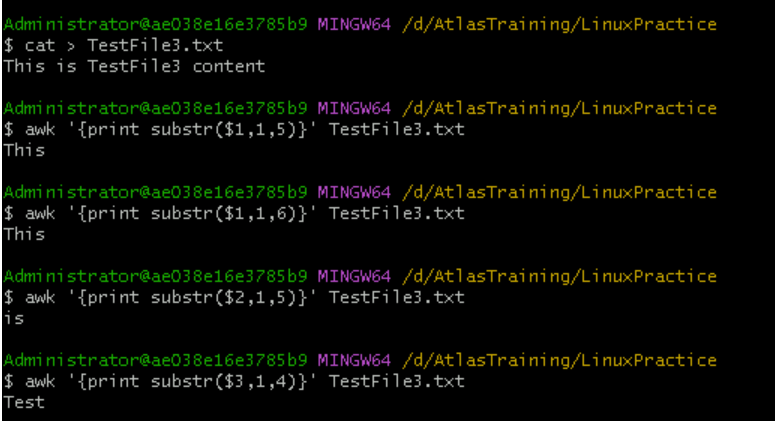 Administrator@ae038e16e3785b9 MINGW64 /d/AtlasTraining/LinuxPractice
$ cat > TestFile3.txt
This is TestFile3 content
Administrator@ae038e16e3785b9 MINGW64 /d/AtlasTraining/LinuxPractice
$ awk '{print substr($1,1,5)}' TestFile3.txt
This
Administrator@ae038e16e3785b9 MINGW64 /d/AtlasTraining/LinuxPractice
$ awk '{print substr($1,1,6)}' TestFile3.txt
This
Administrator@ae038e16e3785b9 MINGW64 /d/AtlasTraining/LinuxPractice
$ awk '{print substr($2,1,5)}' TestFile3.txt
is
Administrator@ae038e16e3785b9 MINGW64 /d/AtlasTraining/LinuxPractice
$ awk '{print substr($3,1,4)}' TestFile3.txt
Test